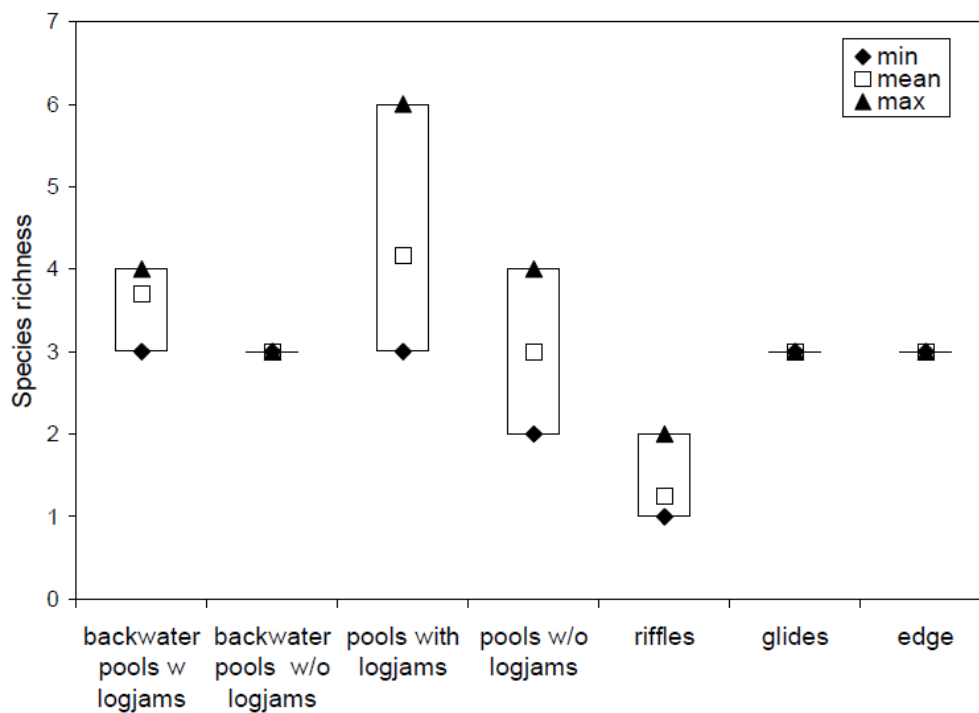 7
6
5
4
3
2
1
0
Species richness
min
mean
max
backwater
pools w
logjams
backwater
pools w/o
logjams
pools with
logjams
pools w/o
logjams
riffles
glides
edge